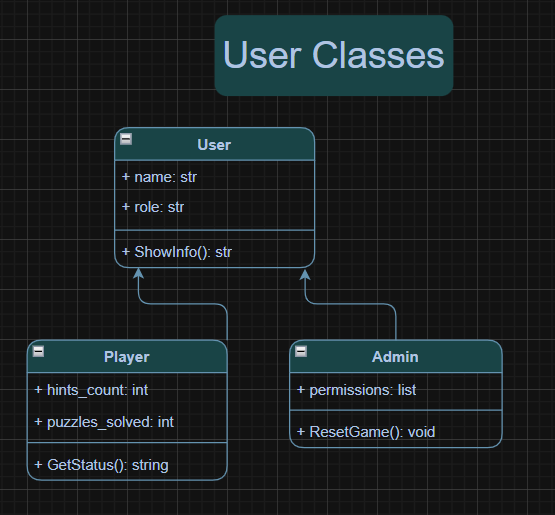 User Classes
User
+ name: str
+ role: str
+ ShowInfo(): str
Player
+ hints_count: int
+ puzzles_solved: int
+ GetStatus(): string
Admin
+ permissions: list
+ ResetGame(): void